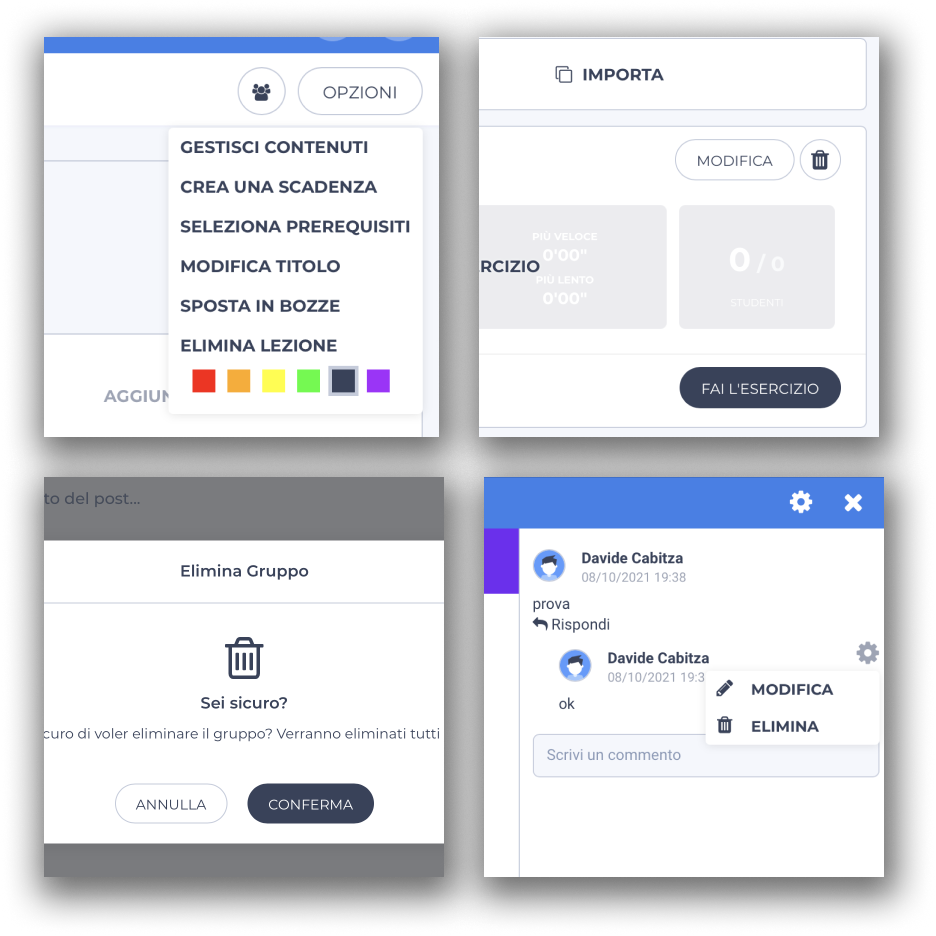 OPZIONI
GESTISCI CONTENUTI
CREA UNA SCADENZA
SELEZIONA PREREQUISITI
MODIFICA TITOLO
SPOSTA IN BOZZE
ELIMINA LEZIONE
AGGIUN
IMPORTA
MODIFICA
PIÙ VELOCE
0'00"
RCIZIO
PIÙ LENTO
0'00"
0 / 0
STUDENTI
FAI L'ESERCIZIO
to del post...
Elimina Gruppo
Sei sicuro?
curo di voler eliminare il gruppo? Verranno eliminati tutti
ANNULLA
CONFERMA
Davide Cabitza
08/10/2021 19:38
prova
Rispondi
Davide Cabitza
08/10/2021 19:3
ok
MODIFICA
ELIMINA
Scrivi un commento